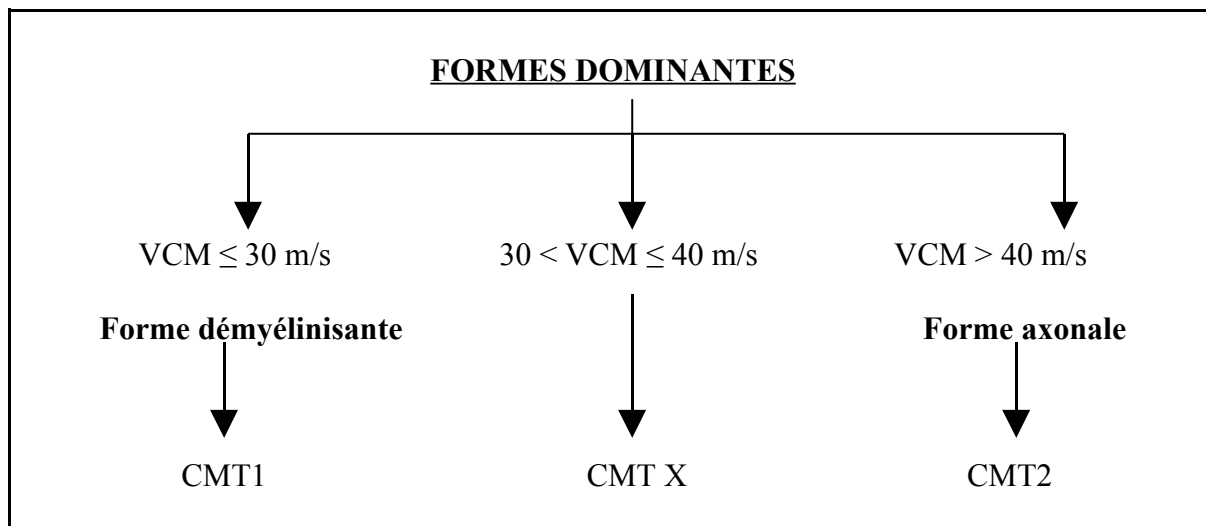 FORMES DOMINANTES
VCM ≤ 30 m/s
30 < VCM ≤ 40 m/s
VCM > 40 m/s
Forme démyélinisante
Forme axonale
CMT1
CMT X
CMT2